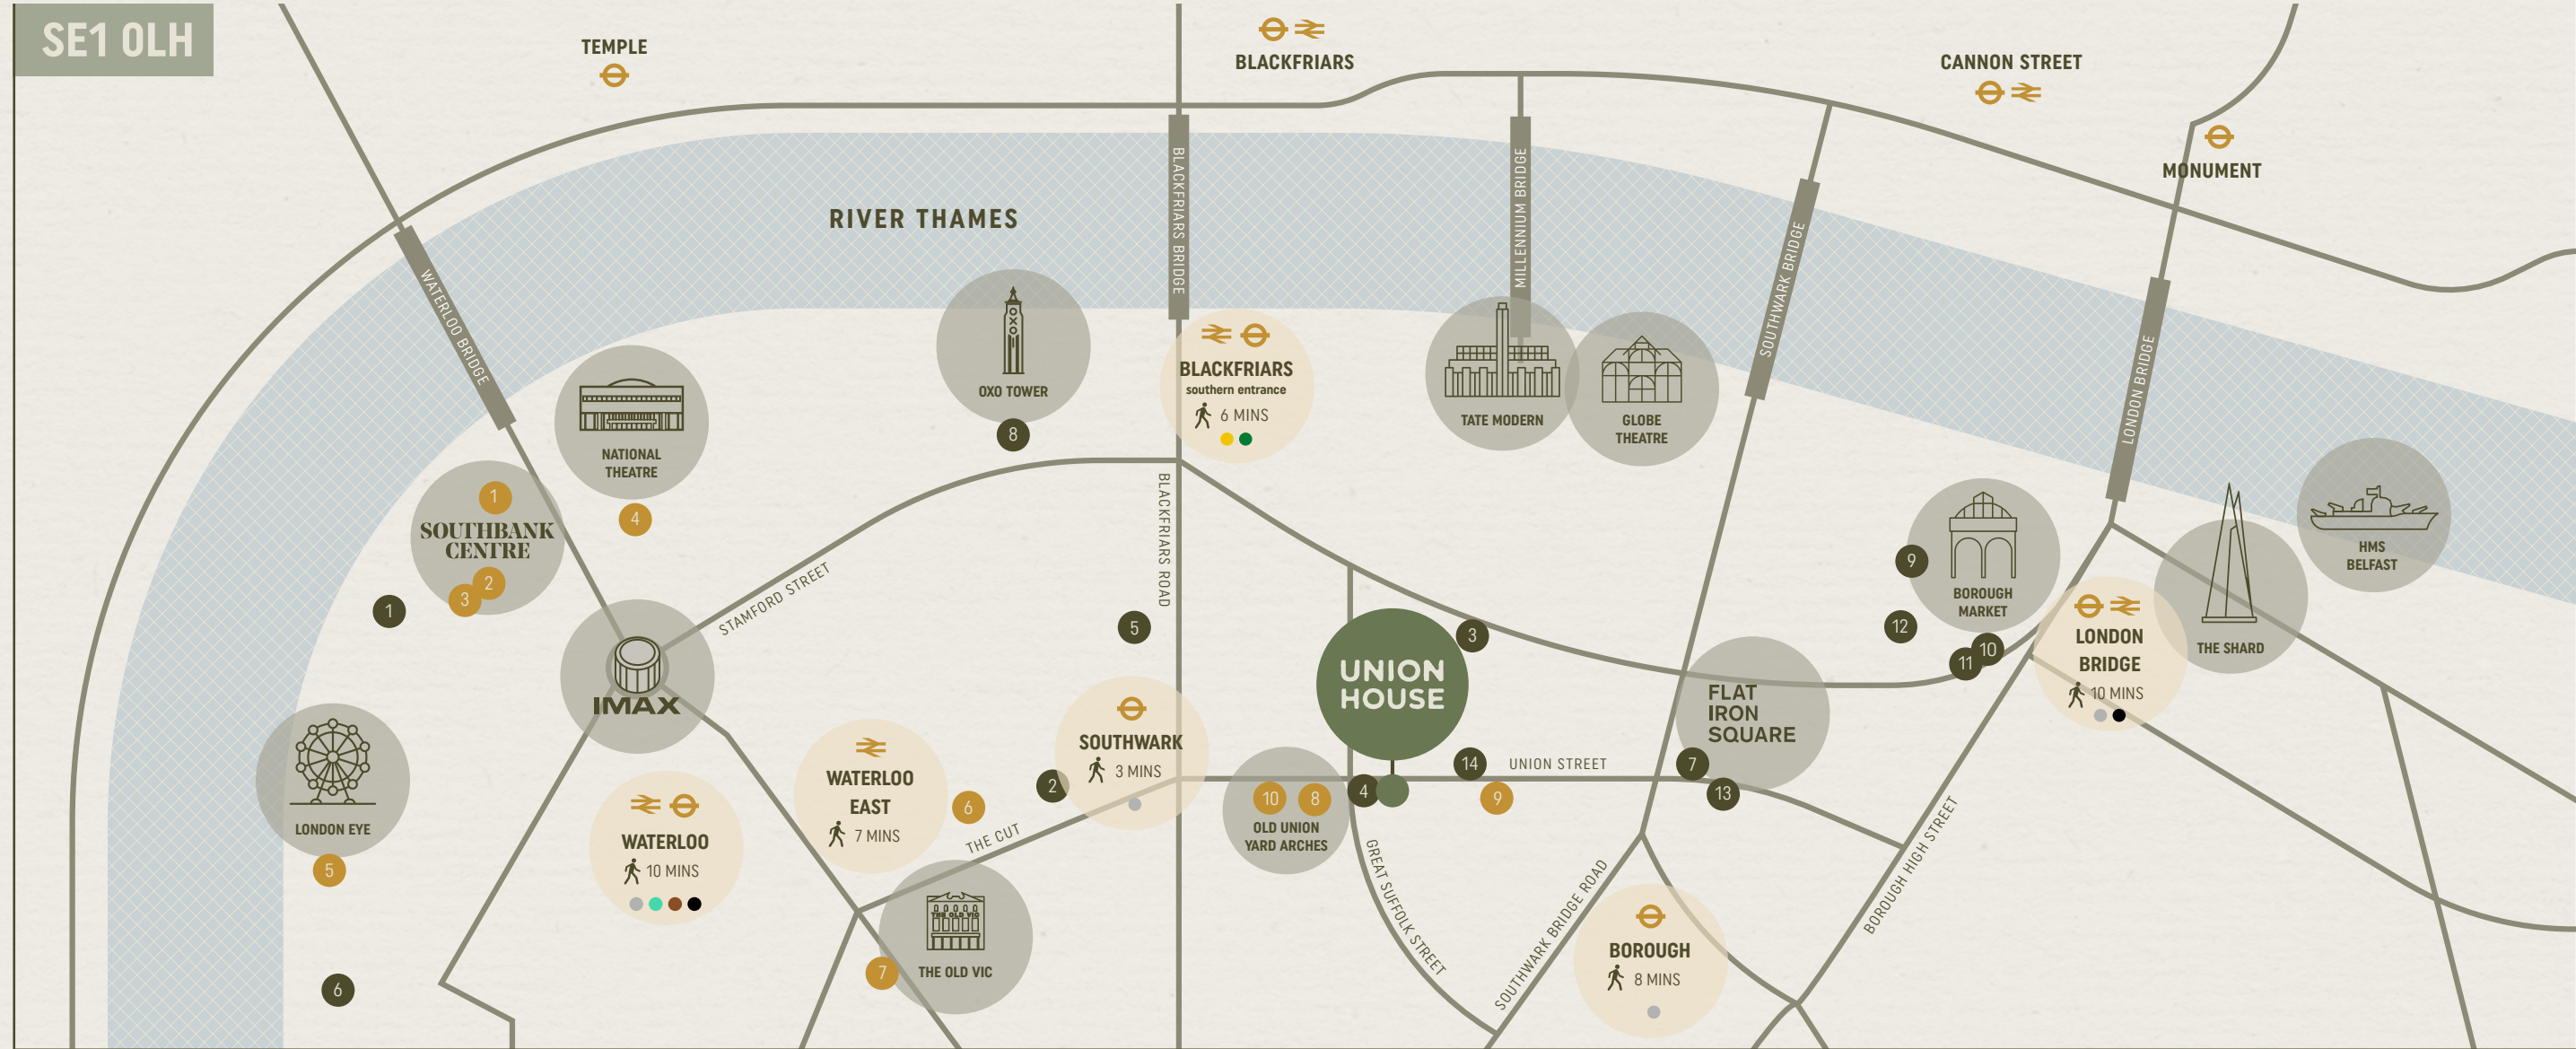 SE1 0LH
TEMPLE
BLACKFRIARS
CANNON STREET
MONUMENT
RIVER THAMES
WATERLOO BRIDGE
BLACKFRIARS BRIDGE
MILLENNIUM BRIDGE
SOUTHWARK BRIDGE
LONDON BRIDGE
OXO
OXO TOWER
8
BLACKFRIARS
southern entrance
6 MINS
TATE MODERN
GLOBE
THEATRE
NATIONAL
THEATRE
4
1
SOUTHBANK
CENTRE
2
3
1
STAMFORD STREET
BLACKFRIARS ROAD
5
UNION
HOUSE
3
9
BOROUGH
MARKET
12
10
11
HMS
BELFAST
THE SHARD
LONDON
BRIDGE
10 MINS
IMAX
FLAT
IRON
SQUARE
7
13
LONDON EYE
5
6
WATERLOO
10 MINS
WATERLOO
EAST
7 MINS
6
THE CUT
2
SOUTHWARK
3 MINS
10
8
OLD UNION
YARD ARCHES
4
14
UNION STREET
9
THE OLD VIC
THE OLD VIC
7
GREAT SUFFOLK STREET
SOUTHWARK BRIDGE ROAD
BOROUGH
8 MINS
BOROUGH HIGH STREET